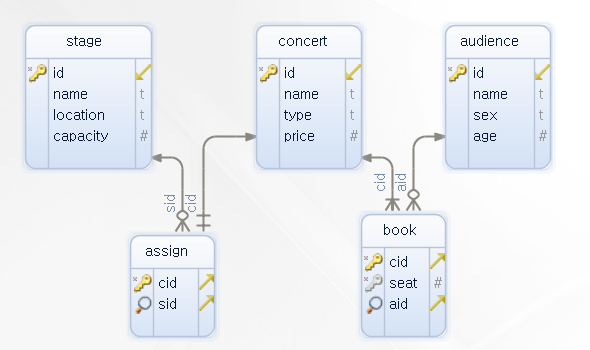 stage
id
name t
location t
capacity #
concert
id
name t
type t
price #
audience
id
name t
sex t
age #
sid
cid
cid
aid
assign
* cid
sid
book
* cid
* seat #
aid